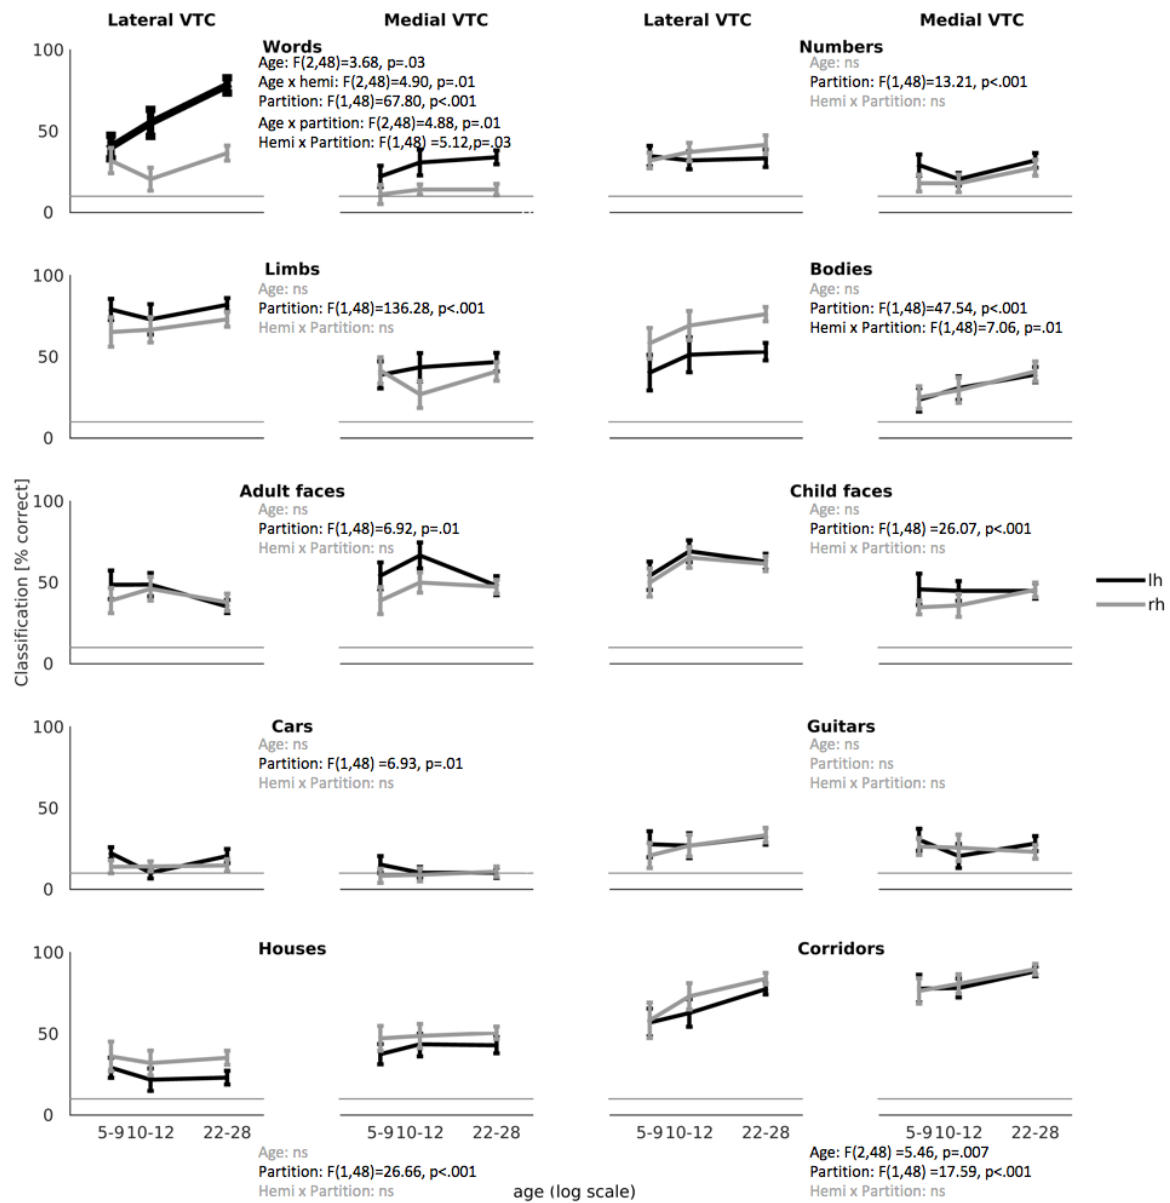 Lateral VTC
Medial VTC
Lateral VTC
Medial VTC
Words
Age: F(2,48)=3.68, p=.03
Age x hemi: F(2,48)=4.90, p=.01
Partition: F(1,48)=67.80, p<.001
Age x partition: F(2,48)=4.88, p=.01
Hemi x Partition: F(1,48) =5.12,p=.03
100
50
0
Numbers
Age: ns
Partition: F(1,48)=13.21, p<.001
Hemi x Partition: ns
Limbs
Age: ns
Partition: F(1,48)=136.28, p<.001
Hemi x Partition: ns
100
50
0
Bodies
Age: ns
Partition: F(1,48)=47.54, p<.001
Hemi x Partition: F(1,48)=7.06, p=.01
Classification [% correct]
Adult faces
Age: ns
Partition: F(1,48)=6.92, p=.01
Hemi x Partition: ns
100
50
0
Child faces
Age: ns
Partition: F(1,48) =26.07, p<.001
Hemi x Partition: ns
lh
rh
Cars
Age: ns
Partition: F(1,48) =6.93, p=.01
Hemi x Partition: ns
100
50
0
Guitars
Age: ns
Partition: ns
Hemi x Partition: ns
Houses
100
50
0
Corridors
5-9 10-12 22-28
5-9 10-12 22-28
5-9 10-12 22-28
5-9 10-12 22-28
Age: ns
Partition: F(1,48)=26.66, p<.001
Hemi x Partition: ns
Age: F(2,48) =5.46, p=.007
Partition: F(1,48) =17.59, p<.001
Hemi x Partition: ns
age (log scale)